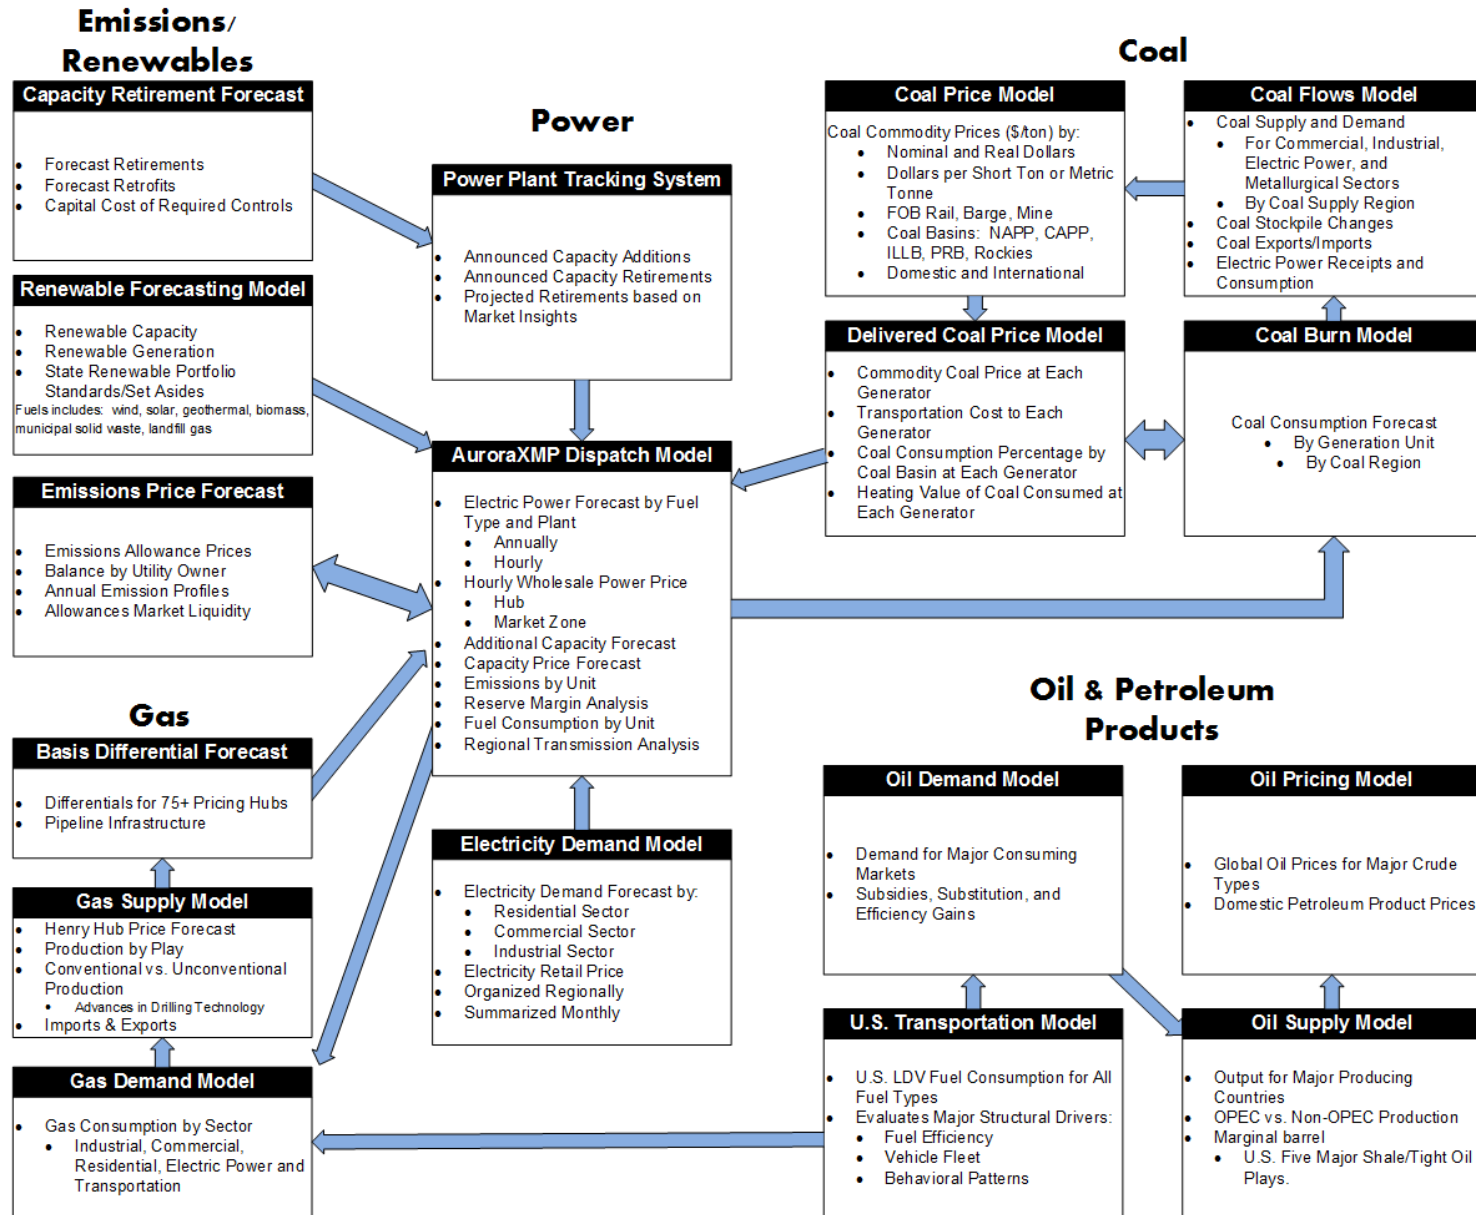 Emissions/
Renewables
Capacity Retirement Forecast
• Forecast Retirements
• Forecast Retrofits
• Capital Cost of Required Controls
Renewable Forecasting Model
• Renewable Capacity
• Renewable Generation
• State Renewable Portfolio
Standards/Set Asides
Fuels includes: wind, solar, geothermal, biomass,
municipal solid waste, landfill gas
Emissions Price Forecast
• Emissions Allowance Prices
• Balance by Utility Owner
• Annual Emission Profiles
• Allowances Market Liquidity
Gas
Basis Differential Forecast
• Differentials for 75+ Pricing Hubs
• Pipeline Infrastructure
Gas Supply Model
• Henry Hub Price Forecast
• Production by Play
• Conventional vs. Unconventional
Production
• Advances in Drilling Technology
• Imports & Exports
Gas Demand Model
• Gas Consumption by Sector
• Industrial, Commercial,
Residential, Electric Power and
Transportation
Power
Power Plant Tracking System
• Announced Capacity Additions
• Announced Capacity Retirements
• Projected Retirements based on
Market Insights
AuroraXMP Dispatch Model
• Electric Power Forecast by Fuel
Type and Plant
• Annually
• Hourly
• Hourly Wholesale Power Price
• Hub
• Market Zone
• Additional Capacity Forecast
• Capacity Price Forecast
• Emissions by Unit
• Reserve Margin Analysis
• Fuel Consumption by Unit
• Regional Transmission Analysis
Electricity Demand Model
• Electricity Demand Forecast by:
• Residential Sector
• Commercial Sector
• Industrial Sector
• Electricity Retail Price
• Organized Regionally
• Summarized Monthly
Coal
Coal Price Model
Coal Commodity Prices ($/ton) by:
• Nominal and Real Dollars
• Dollars per Short Ton or Metric
Tonne
• FOB Rail, Barge, Mine
• Coal Basins: NAPP, CAPP,
ILLB, PRB, Rockies
• Domestic and International
Coal Flows Model
• Coal Supply and Demand
• For Commercial, Industrial,
Electric Power, and
Metallurgical Sectors
• By Coal Supply Region
• Coal Stockpile Changes
• Coal Exports/Imports
• Electric Power Receipts and
Consumption
Delivered Coal Price Model
• Commodity Coal Price at Each
Generator
• Transportation Cost to Each
Generator
• Coal Consumption Percentage by
Coal Basin at Each Generator
• Heating Value of Coal Consumed at
Each Generator
Coal Burn Model
Coal Consumption Forecast
• By Generation Unit
• By Coal Region
Oil & Petroleum
Products
Oil Demand Model
• Demand for Major Consuming
Markets
• Subsidies, Substitution, and
Efficiency Gains
Oil Pricing Model
• Global Oil Prices for Major Crude
Types
• Domestic Petroleum Product Prices
U.S. Transportation Model
• U.S. LDV Fuel Consumption for All
Fuel Types
• Evaluates Major Structural Drivers:
• Fuel Efficiency
• Vehicle Fleet
• Behavioral Patterns
Oil Supply Model
• Output for Major Producing
Countries
• OPEC vs. Non-OPEC Production
• Marginal barrel
• U.S. Five Major Shale/Tight Oil
Plays.